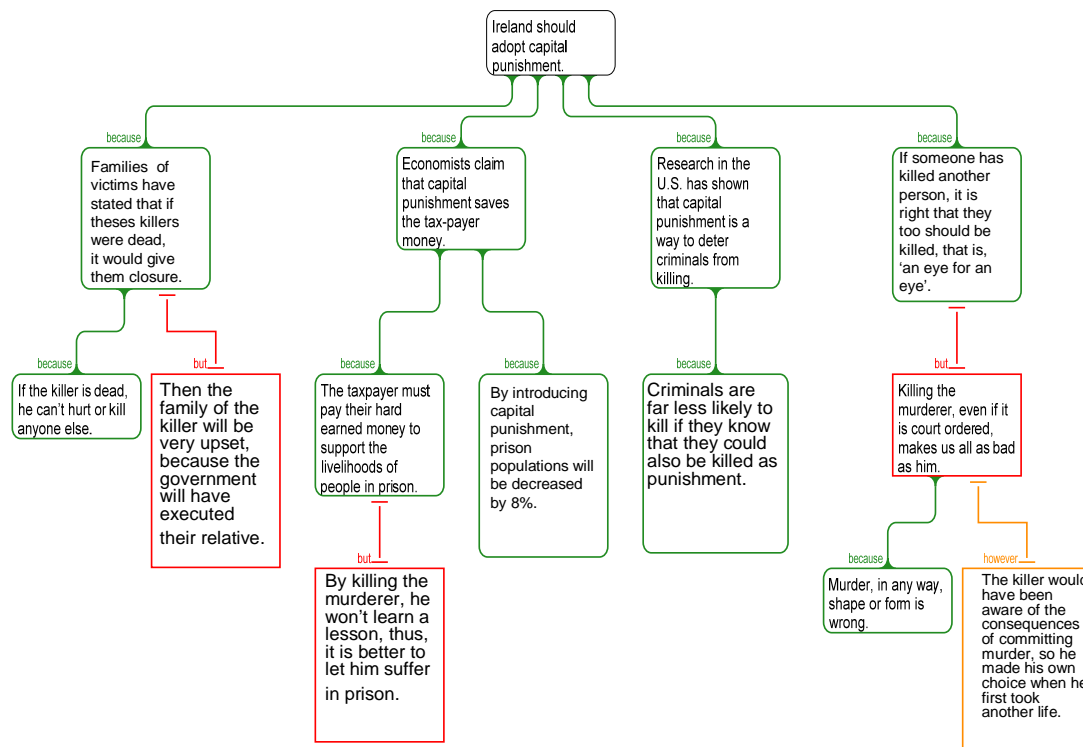 Ireland should
adopt capital
punishment.
because
Families of
victims have
stated that if
theses killers
were dead,
it would give
them closure.
because
Economists claim
that capital
punishment saves
the tax-payer
money.
because
Research in the
U.S. has shown
that capital
punishment is a
way to deter
criminals from
killing.
because
If someone has
killed another
person, it is
right that they
too should be
killed, that is,
‘an eye for an
eye’.
because
If the killer is dead,
he can’t hurt or kill
anyone else.
but
Then the
family of the
killer will be
very upset,
because the
government
will have
executed
their relative.
because
The taxpayer must
pay their hard
earned money to
support the
livelihoods of
people in prison.
because
By introducing
capital
punishment,
prison
populations will
be decreased
by 8%.
because
Criminals are
far less likely to
kill if they know
that they could
also be killed as
punishment.
but
Killing the
murderer, even if it
is court ordered,
makes us all as bad
as him.
but
By killing the
murderer, he
won’t learn a
lesson, thus,
it is better to
let him suffer
in prison.
because
Murder, in any way,
shape or form is
wrong.
however
The killer would
have been
aware of the
consequences
of committing
murder, so he
made his own
choice when he
first took
another life.